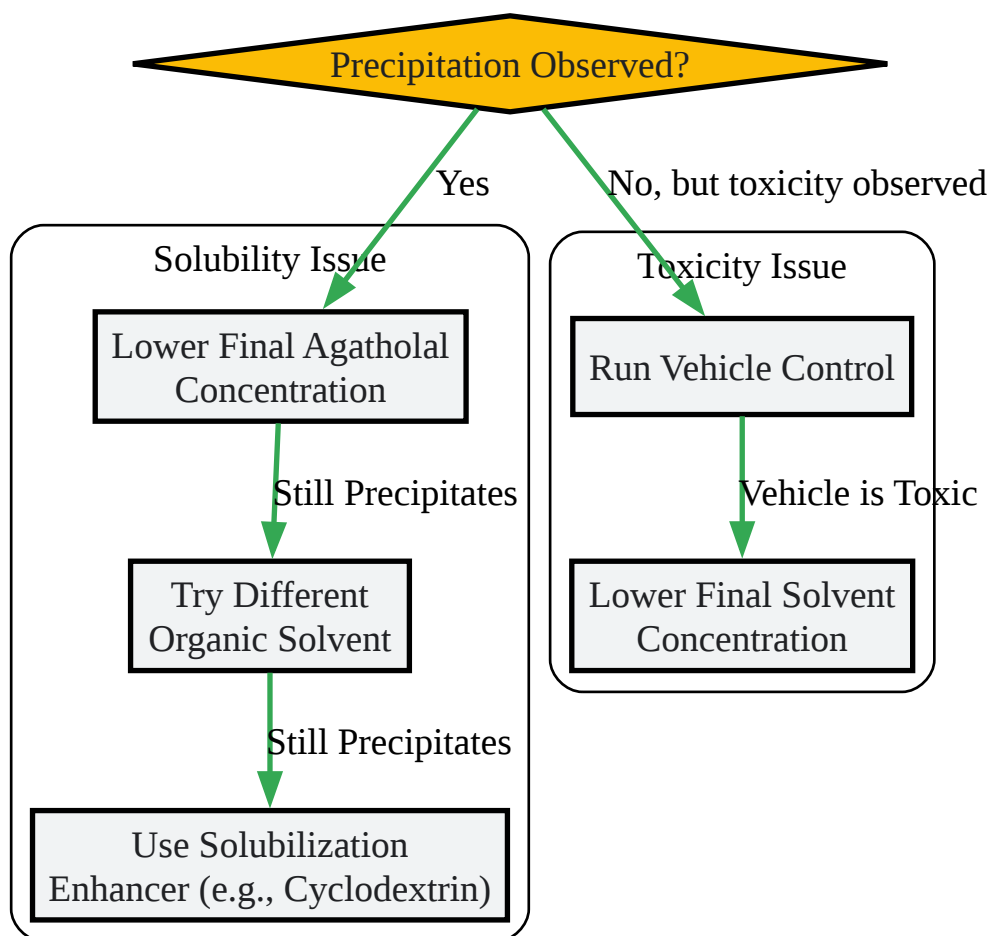 Precipitation Observed?
Yes
No, but toxicity observed
Solubility Issue
Lower Final Agatholal
Concentration
Still Precipitates
Try Different
Organic Solvent
Still Precipitates
Use Solubilization
Enhancer (e.g., Cyclodextrin)
Toxicity Issue
Run Vehicle Control
Vehicle is Toxic
Lower Final Solvent
Concentration